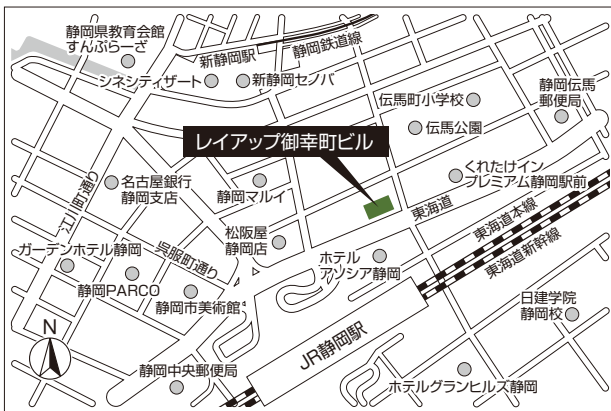 静岡県教育会館
すんぷらーざ
新静岡駅
静岡鉄道線
シネシティザート
新静岡セノバ
伝馬町小学校
静岡伝馬
郵便局
伝馬公園
レイアップ御幸町ビル
くれたけイン
プレミアム静岡駅前
江川町通り
名古屋銀行
静岡支店
静岡マルイ
東海道
松阪屋
静岡店
東海道本線
東海道新幹線
ガーデンホテル静岡
呉服町通り
ホテル
アソシア静岡
静岡PARCO
静岡市美術館
日建学院
静岡校
N
JR静岡駅
静岡中央郵便局
ホテルグランヒルズ静岡